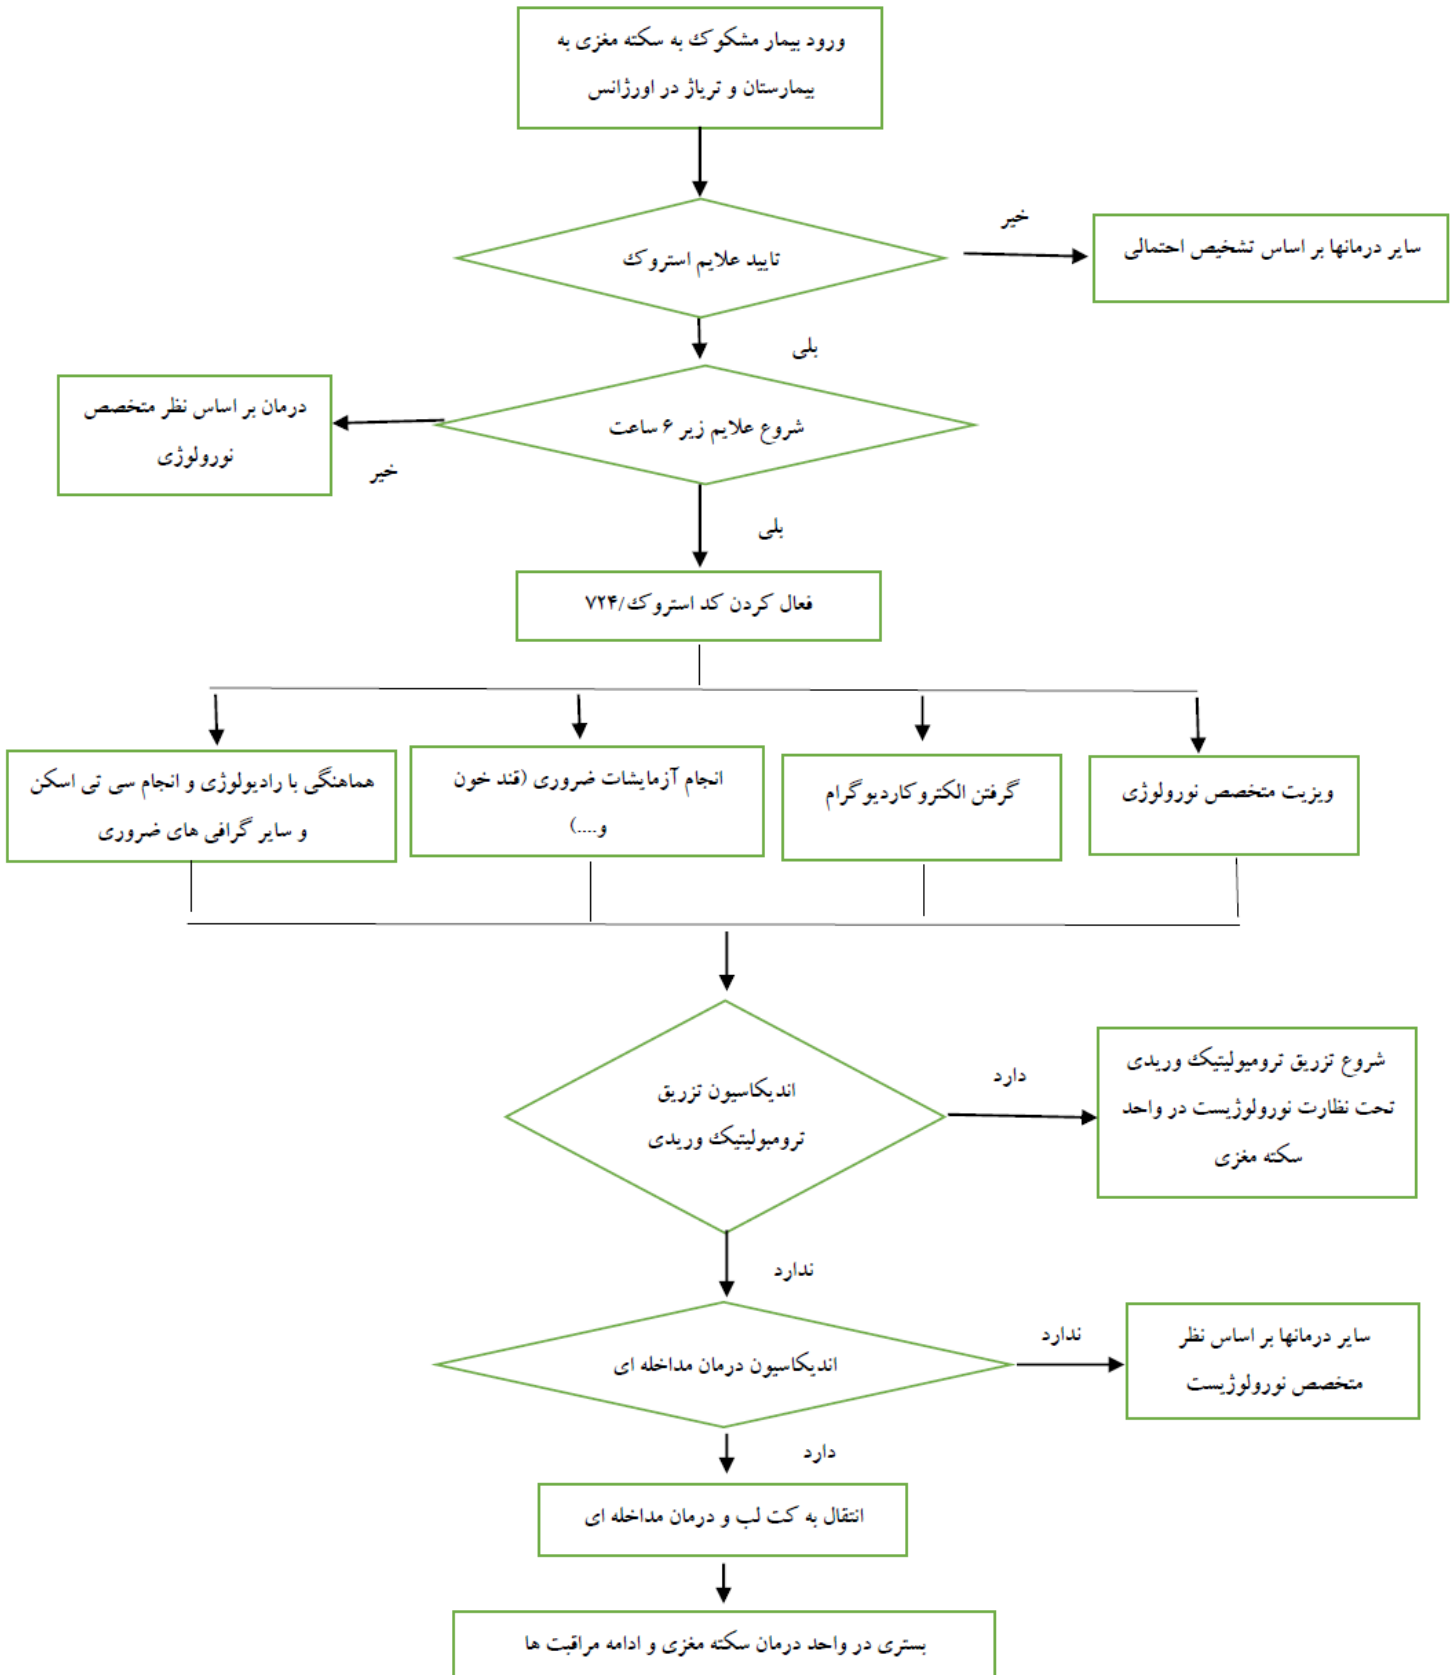 ورود بیمار مشکوک به سکته مغزی به
بیمارستان و تریاژ در اورژانس
تایید علایم استروک
خیر
سایر درمانها بر اساس تشخیص احتمالی
بلی
شروع علایم زیر ۶ ساعت
خیر
درمان بر اساس نظر متخصص
نورولوژی
بلی
فعال کردن کد استروک/۷۲۴
ویزیت متخصص نورولوژی
گرفتن الکتروکاردیوگرام
انجام آزمایشات ضروری (قند خون
و....)
هماهنگی با رادیولوژی و انجام سی تی اسکن
و سایر گرافی های ضروری
اندیکاسیون تزریق
ترومبولیتیک وریدی
دارد
شروع تزریق ترومبولیتیک وریدی
تحت نظارت نورولوژیست در واحد
سکته مغزی
ندارد
اندیکاسیون درمان مداخله ای
ندارد
سایر درمانها بر اساس نظر
متخصص نورولوژیست
دارد
انتقال به کت لب و درمان مداخله ای
بستری در واحد درمان سکته مغزی و ادامه مراقبت ها